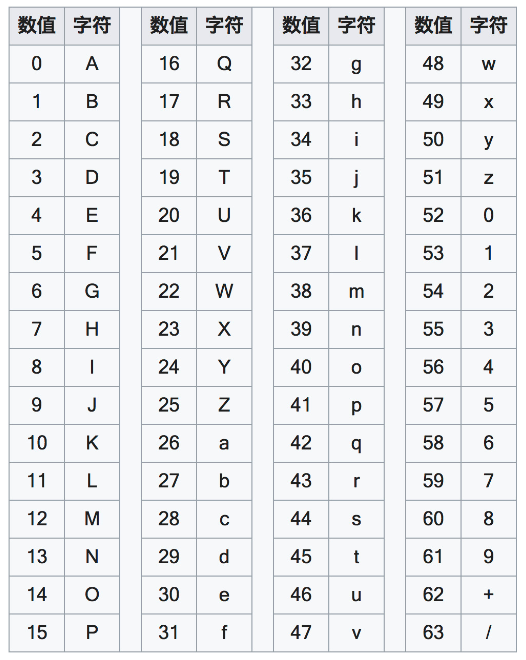 数值 字符 数值 字符 数值 字符 数值 字符
0 A 16 Q 32 g 48 w
1 B 17 R 33 h 49 x
2 C 18 S 34 i 50 y
3 D 19 T 35 j 51 z
4 E 20 U 36 k 52 0
5 F 21 V 37 l 53 1
6 G 22 W 38 m 54 2
7 H 23 X 39 n 55 3
8 I 24 Y 40 o 56 4
9 J 25 Z 41 p 57 5
10 K 26 a 42 q 58 6
11 L 27 b 43 r 59 7
12 M 28 c 44 s 60 8
13 N 29 d 45 t 61 9
14 O 30 e 46 u 62 +
15 P 31 f 47 v 63 /